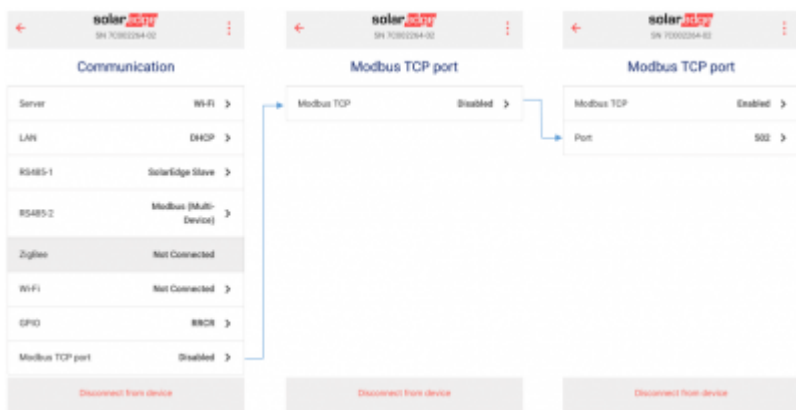 solaredge
SN 7C002264-02
Communication
Server Wi-Fi
LAN DHCP
RS485-1 SolarEdge Slave
RS485-2 Modbus (Multi-
Device)
ZigBee Not Connected
Wi-Fi Not Connected
GPIO RRCR
Modbus TCP port Disabled
Disconnect from device
solaredge
SN 7C002264-02
Modbus TCP port
Modbus TCP Disabled
Disconnect from device
solaredge
SN 7C002264-02
Modbus TCP port
Modbus TCP Enabled
Port 502
Disconnect from device